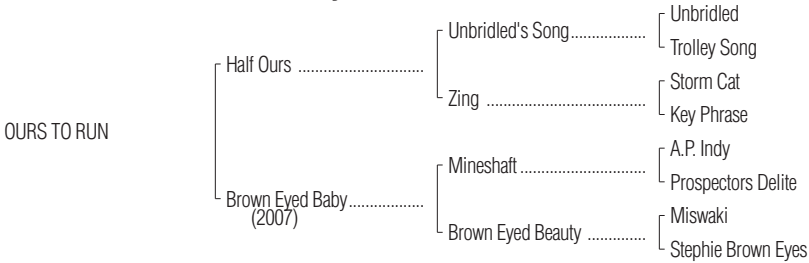 Unbridled
Unbridled's Song..................
Trolley Song
Half Ours ..............................
Storm Cat
Zing ......................................
Key Phrase
OURS TO RUN
A.P. Indy
Mineshaft ..............................
Prospectors Delite
Brown Eyed Baby..................
(2007)
Miswaki
Brown Eyed Beauty ..............
Stephie Brown Eyes